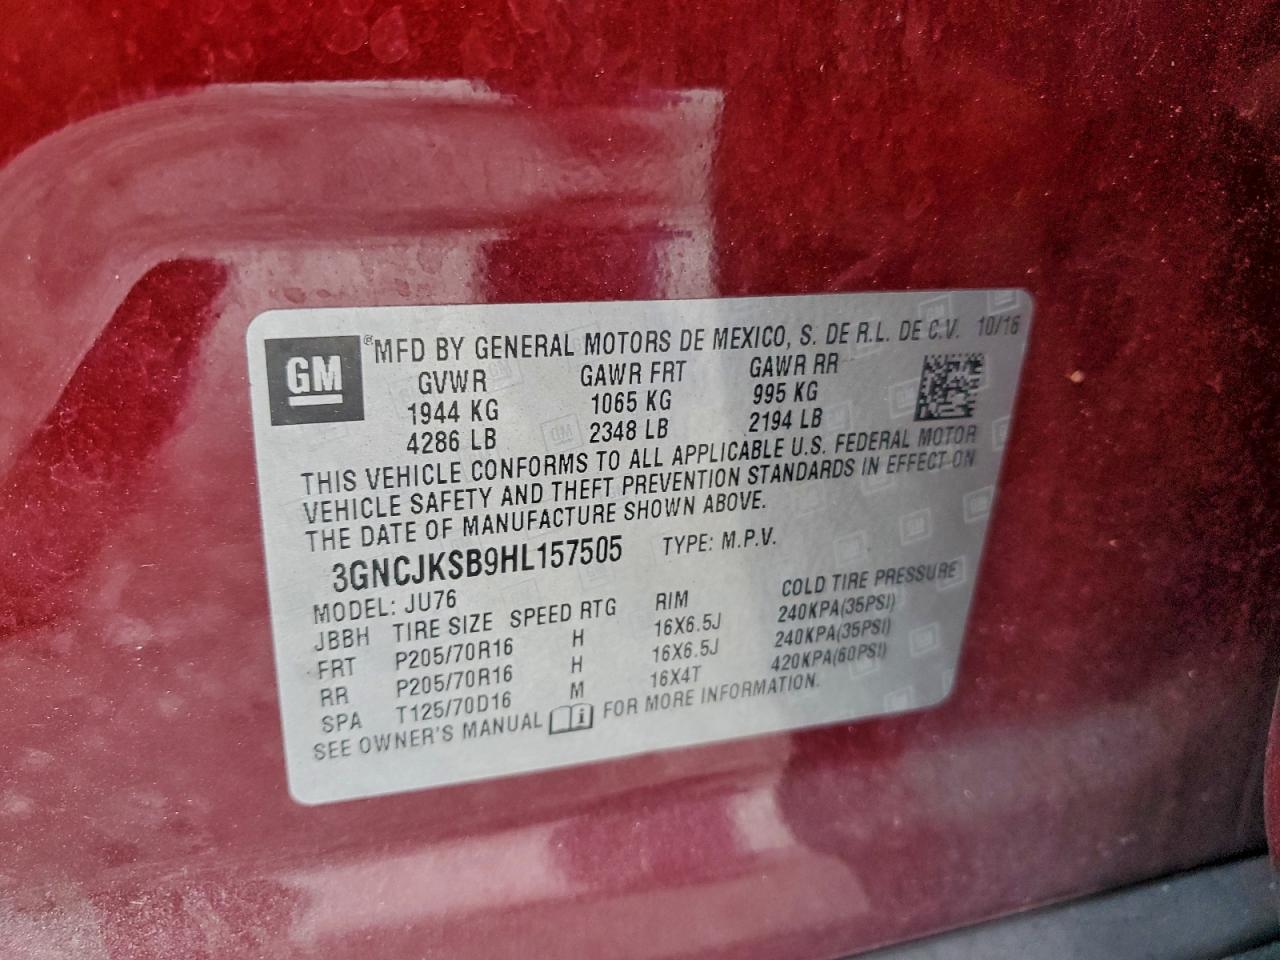 GM ® MFD BY GENERAL MOTORS DE MEXICO, S. DE R.L. DE C.V. 10/16
GVWR GAWR FRT GAWR RR
1944 KG 1065 KG 995 KG
4286 LB 2348 LB 2194 LB
THIS VEHICLE CONFORMS TO ALL APPLICABLE U.S. FEDERAL MOTOR
VEHICLE SAFETY AND THEFT PREVENTION STANDARDS IN EFFECT ON
THE DATE OF MANUFACTURE SHOWN ABOVE.
3GNCJKSB9HL157505 TYPE: M.P.V.
MODEL: JU76
JBBH TIRE SIZE SPEED RTG RIM COLD TIRE PRESSURE
FRT P205/70R16 H 16X6.5J 240KPA(35PSI)
RR P205/70R16 H 16X6.5J 240KPA(35PSI)
SPA T125/70D16 M 16X4T 420KPA(60PSI)
SEE OWNER'S MANUAL FOR MORE INFORMATION.